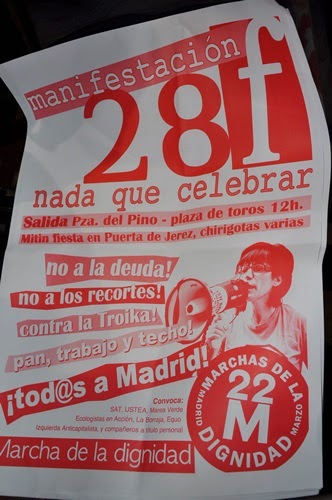 manifestación
28f
nada que celebrar
Salida Pza. del Pino - plaza de toros 12h.
Mitin fiesta en Puerta de Jerez, chirigotas varias
no a la deuda!
no a los recortes!
contra la Troika!
pan, trabajo y techo!
¡tod@s a Madrid!
Convoca:
SAT, USTEA, Marea Verde
Ecologistas en Acción, La Borraja, Equo
Izquierda Anticapitalista, y compañeros a título personal
Marcha de la dignidad
MARCHAS DE LA
DIGNIDAD
22
M
MADRID
MARZO